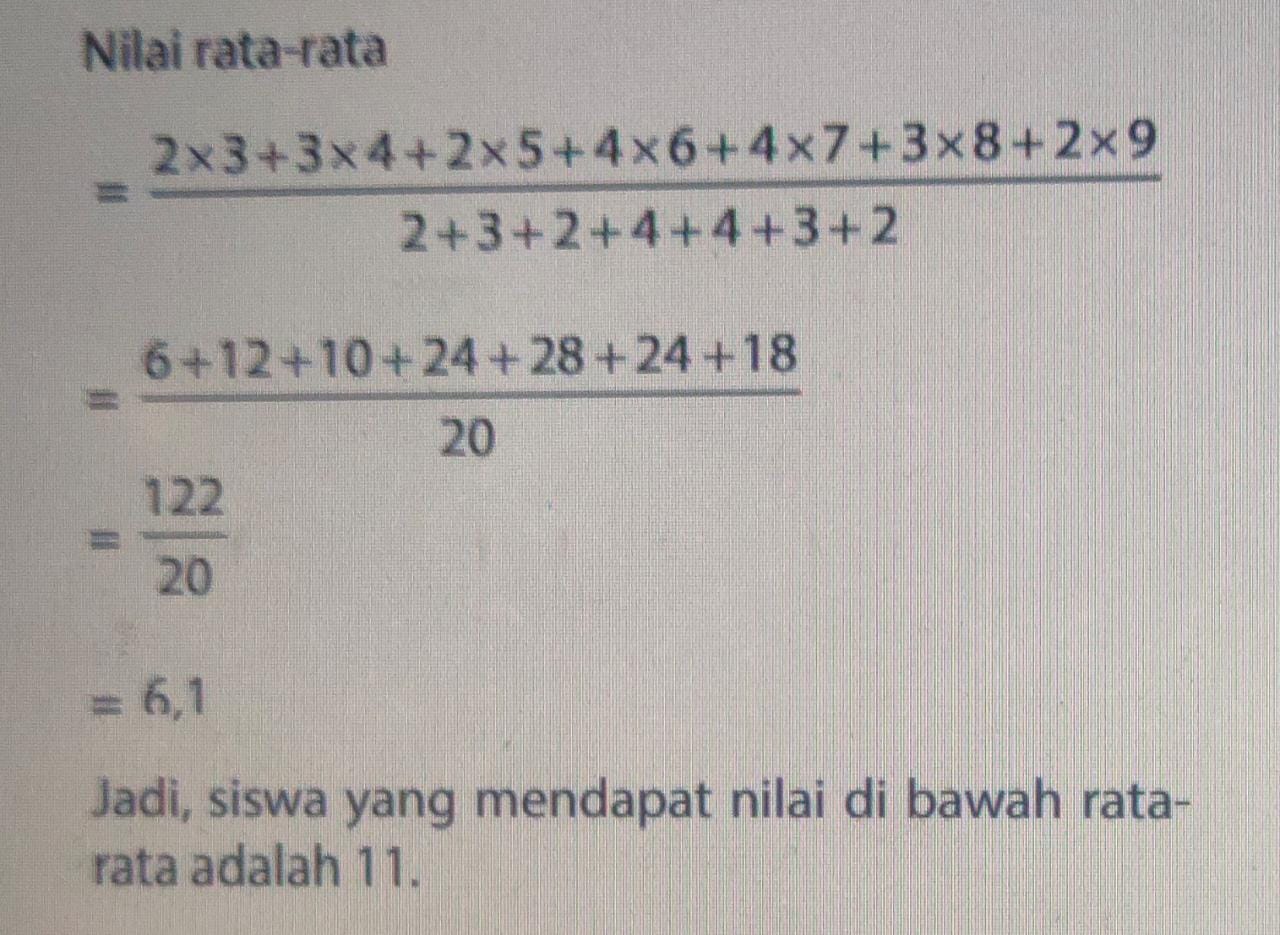 Nilai rata-rata
= 2×3+3×4+2×5+4×6+4×7+3×8+2×9
2+3+2+4+4+3+2
= 6+12+10+24+28+24+18
20
= 122
20
= 6,1
Jadi, siswa yang mendapat nilai di bawah rata-
rata adalah 11.